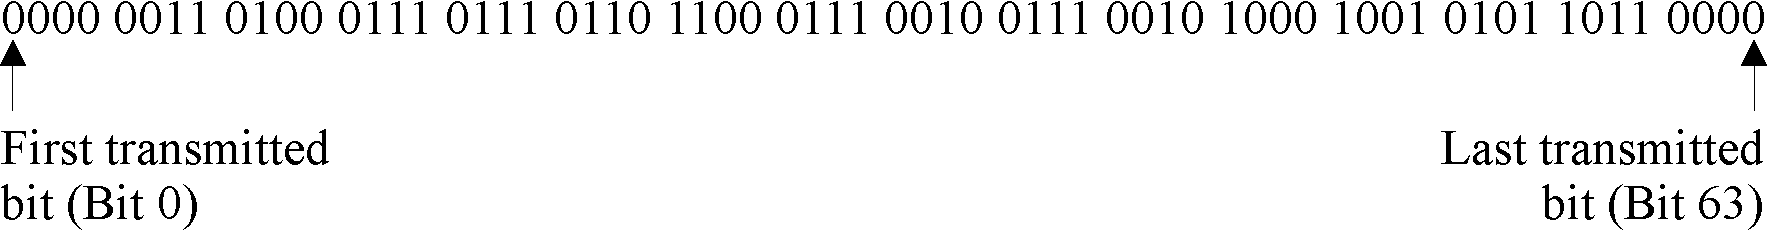 0000 0011 0100 0111 0111 0110 1100 0111 0010 0111 0010 1000 1001 0101 1011 0000
First transmitted
bit (Bit 0)
Last transmitted
bit (Bit 63)